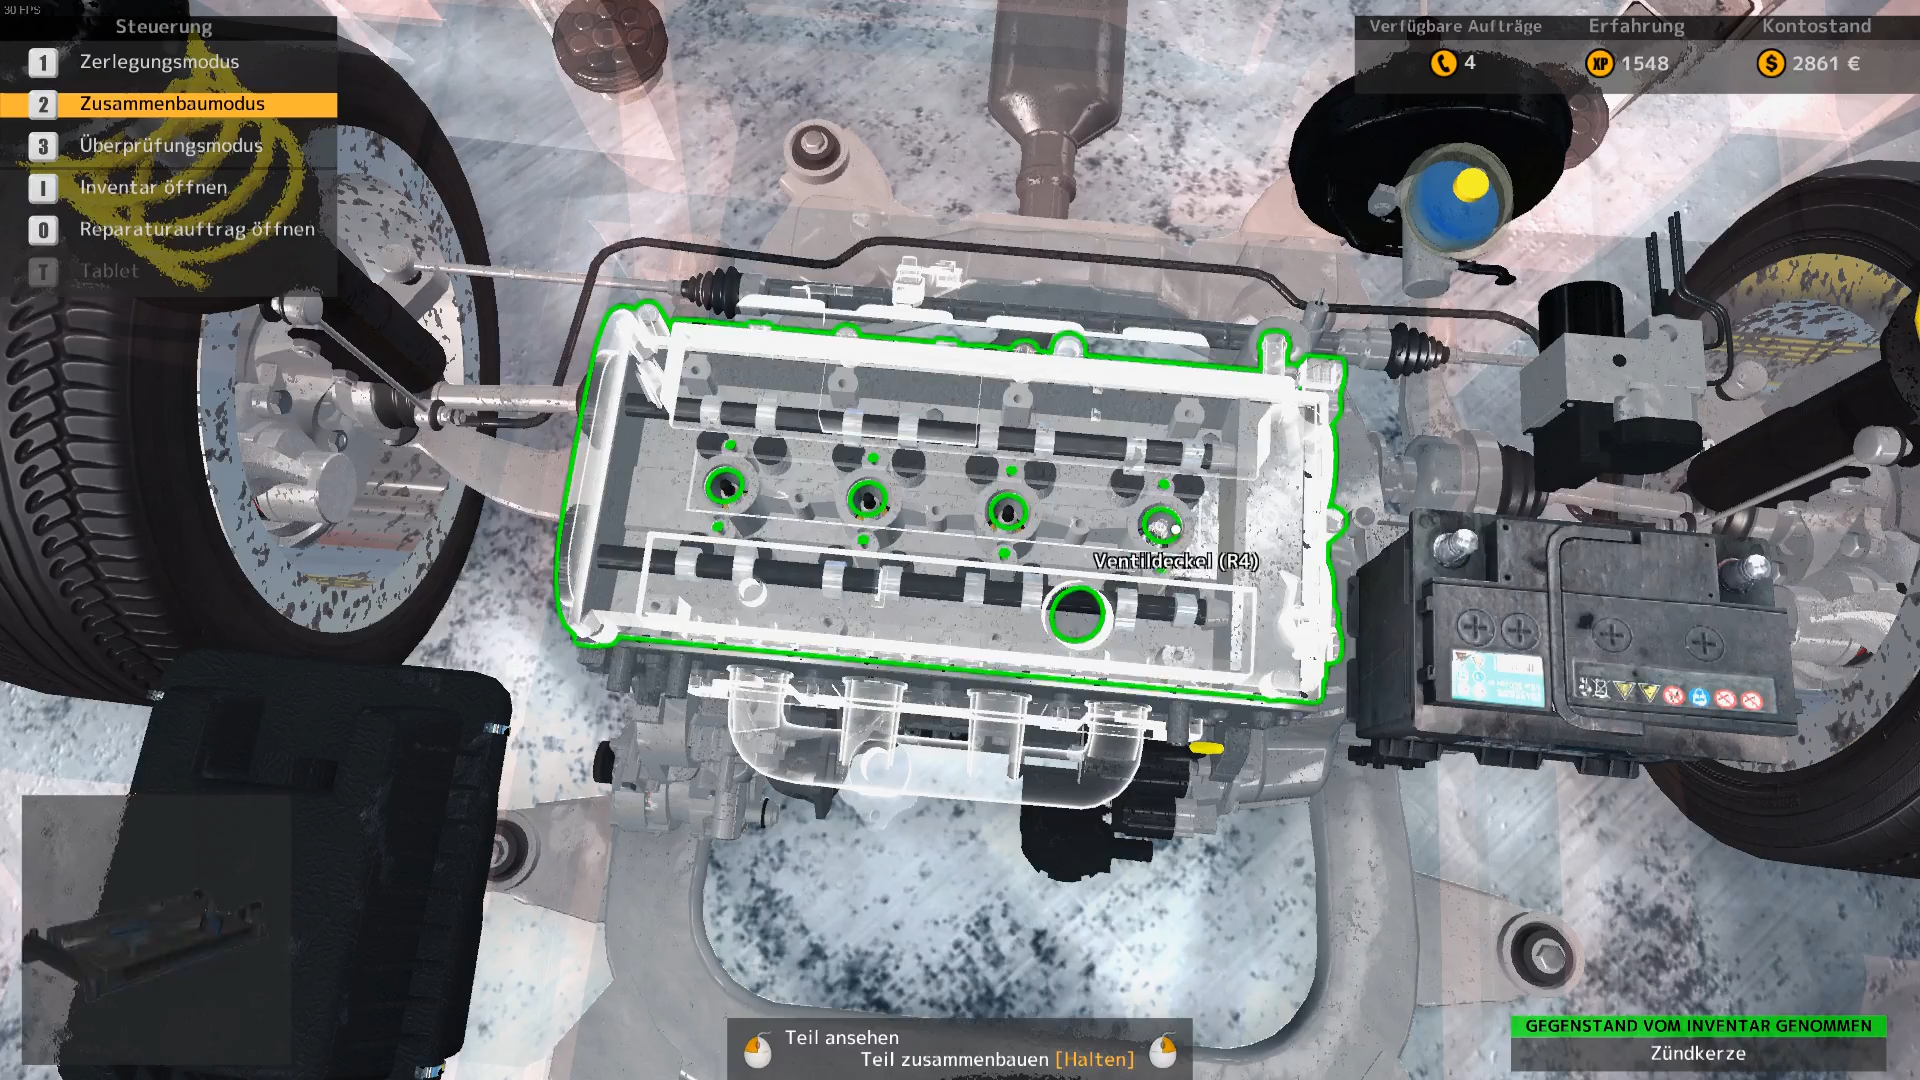 30 FPS
Steuerung
1 Zerlegungsmodus
2 Zusammenbaumodus
3 Überprüfungsmodus
I Inventar öffnen
O Reparaturauftrag öffnen
T Tablet
Verfügbare Aufträge Erfahrung Kontostand
4 XP 1548 $ 2861 €
Ventildeckel (R4)
Teil ansehen
Teil zusammenbauen [Halten]
GEGENSTAND VOM INVENTAR GENOMMEN
Zündkerze